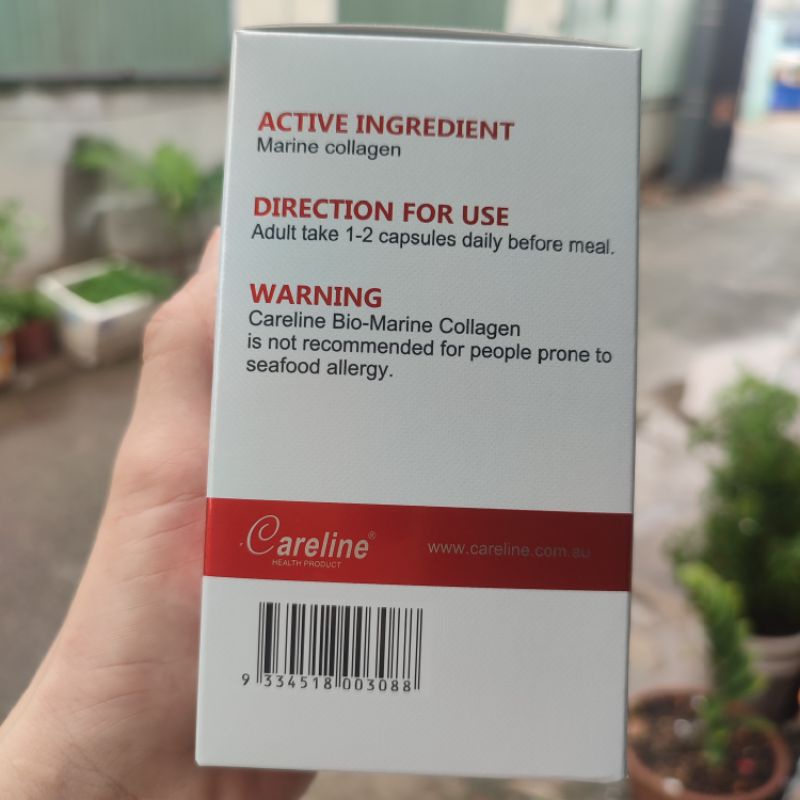 ACTIVE INGREDIENT
Marine collagen
DIRECTION FOR USE
Adult take 1-2 capsules daily before meal.
WARNING
Careline Bio-Marine Collagen
is not recommended for people prone to
seafood allergy.
Careline®
HEALTH PRODUCT
www.careline.com.au
9 334518 003088